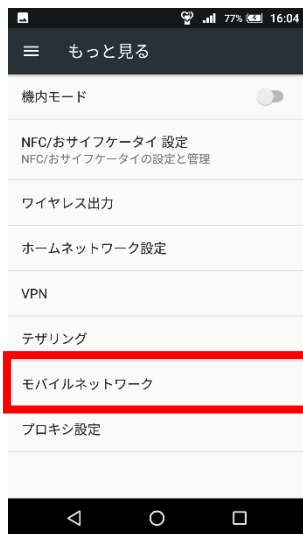 77% 16:04
もっと見る
機内モード
NFC/おサイフケータイ 設定
NFC/おサイフケータイの設定と管理
ワイヤレス出力
ホームネットワーク設定
VPN
テザリング
モバイルネットワーク
プロキシ設定